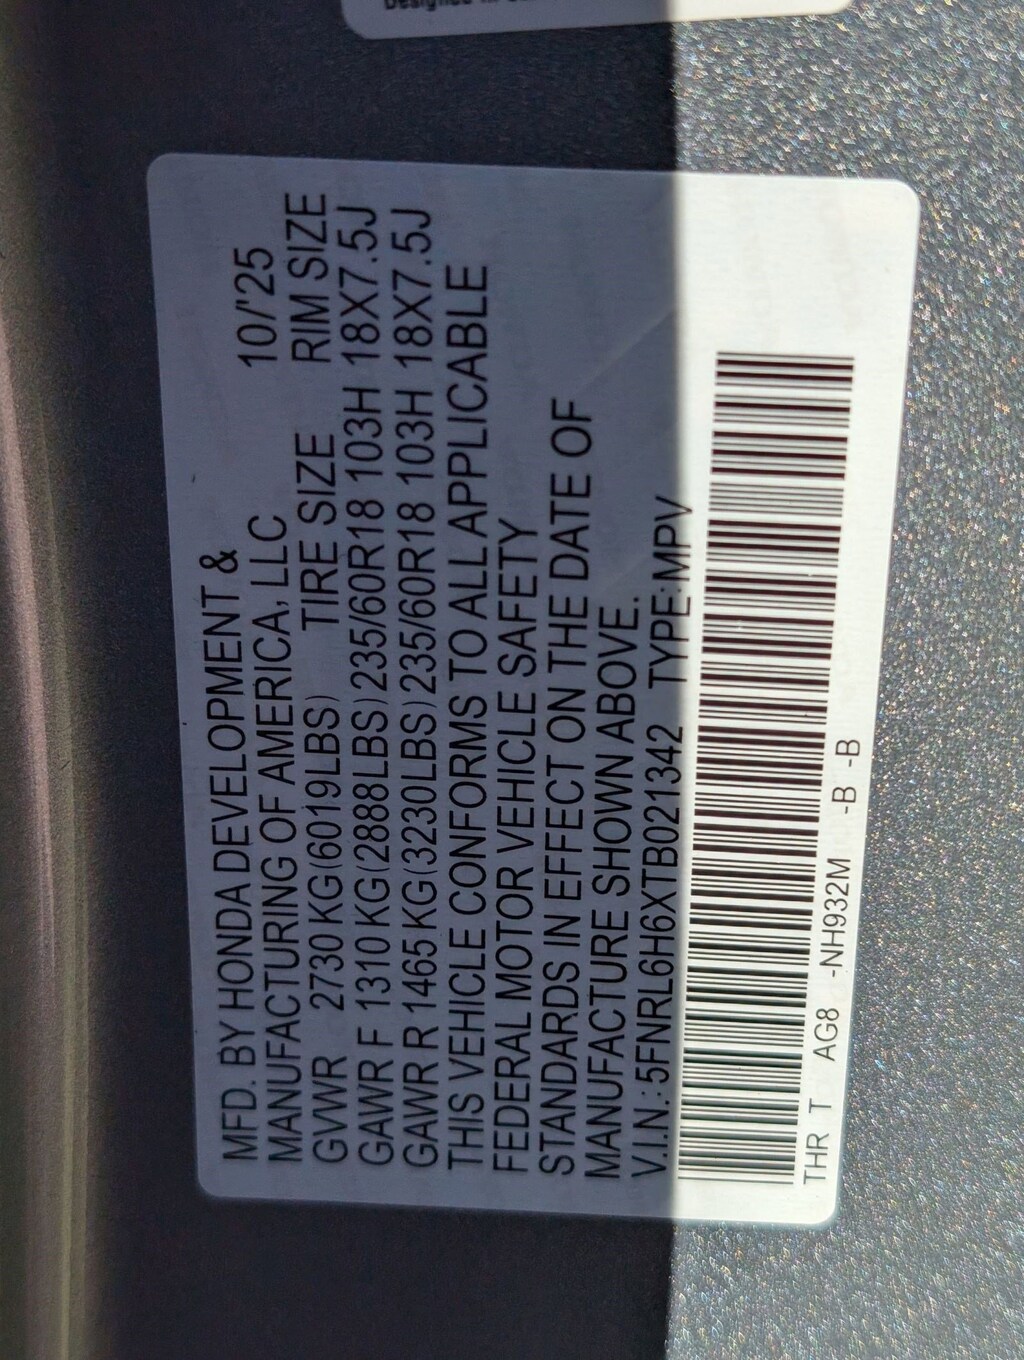 Designed in
MFD. BY HONDA DEVELOPMENT &
MANUFACTURING OF AMERICA, LLC 10/'25
GVWR 2730 KG(6019LBS) TIRE SIZE RIM SIZE
GAWR F 1310 KG(2888LBS) 235/60R18 103H 18X7.5J
GAWR R 1465 KG(3230LBS) 235/60R18 103H 18X7.5J
THIS VEHICLE CONFORMS TO ALL APPLICABLE
FEDERAL MOTOR VEHICLE SAFETY
STANDARDS IN EFFECT ON THE DATE OF
MANUFACTURE SHOWN ABOVE.
V.I.N.: 5FNRL6H6XTB021342 TYPE:MPV
THR T AG8 -NH932M -B -B